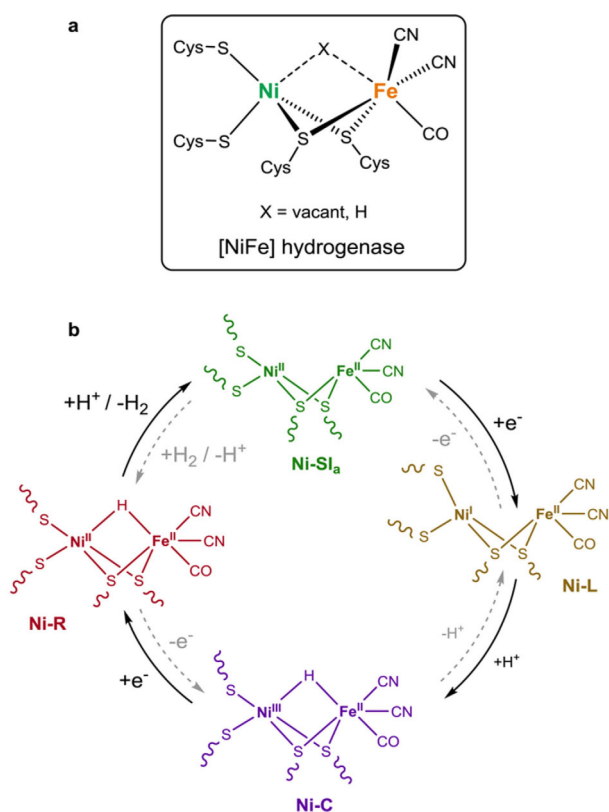 a
Cys S X CN
Ni Fe CN
Cys S S S CO
Cys Cys
X = vacant, H
[NiFe] hydrogenase
b
S Ni^II Fe^II CN
S CN
S S CO
Ni-SI_a
+H⁺ / -H₂
+H₂ / -H⁺
+e⁻
-e⁻
H
S Ni^II Fe^II CN
S CN
S S CO
Ni-R
S Ni^I Fe^II CN
S CN
S S CO
Ni-L
-e⁻
+e⁻
-H⁺
+H⁺
H
S Ni^III Fe^II CN
S CN
S S CO
Ni-C